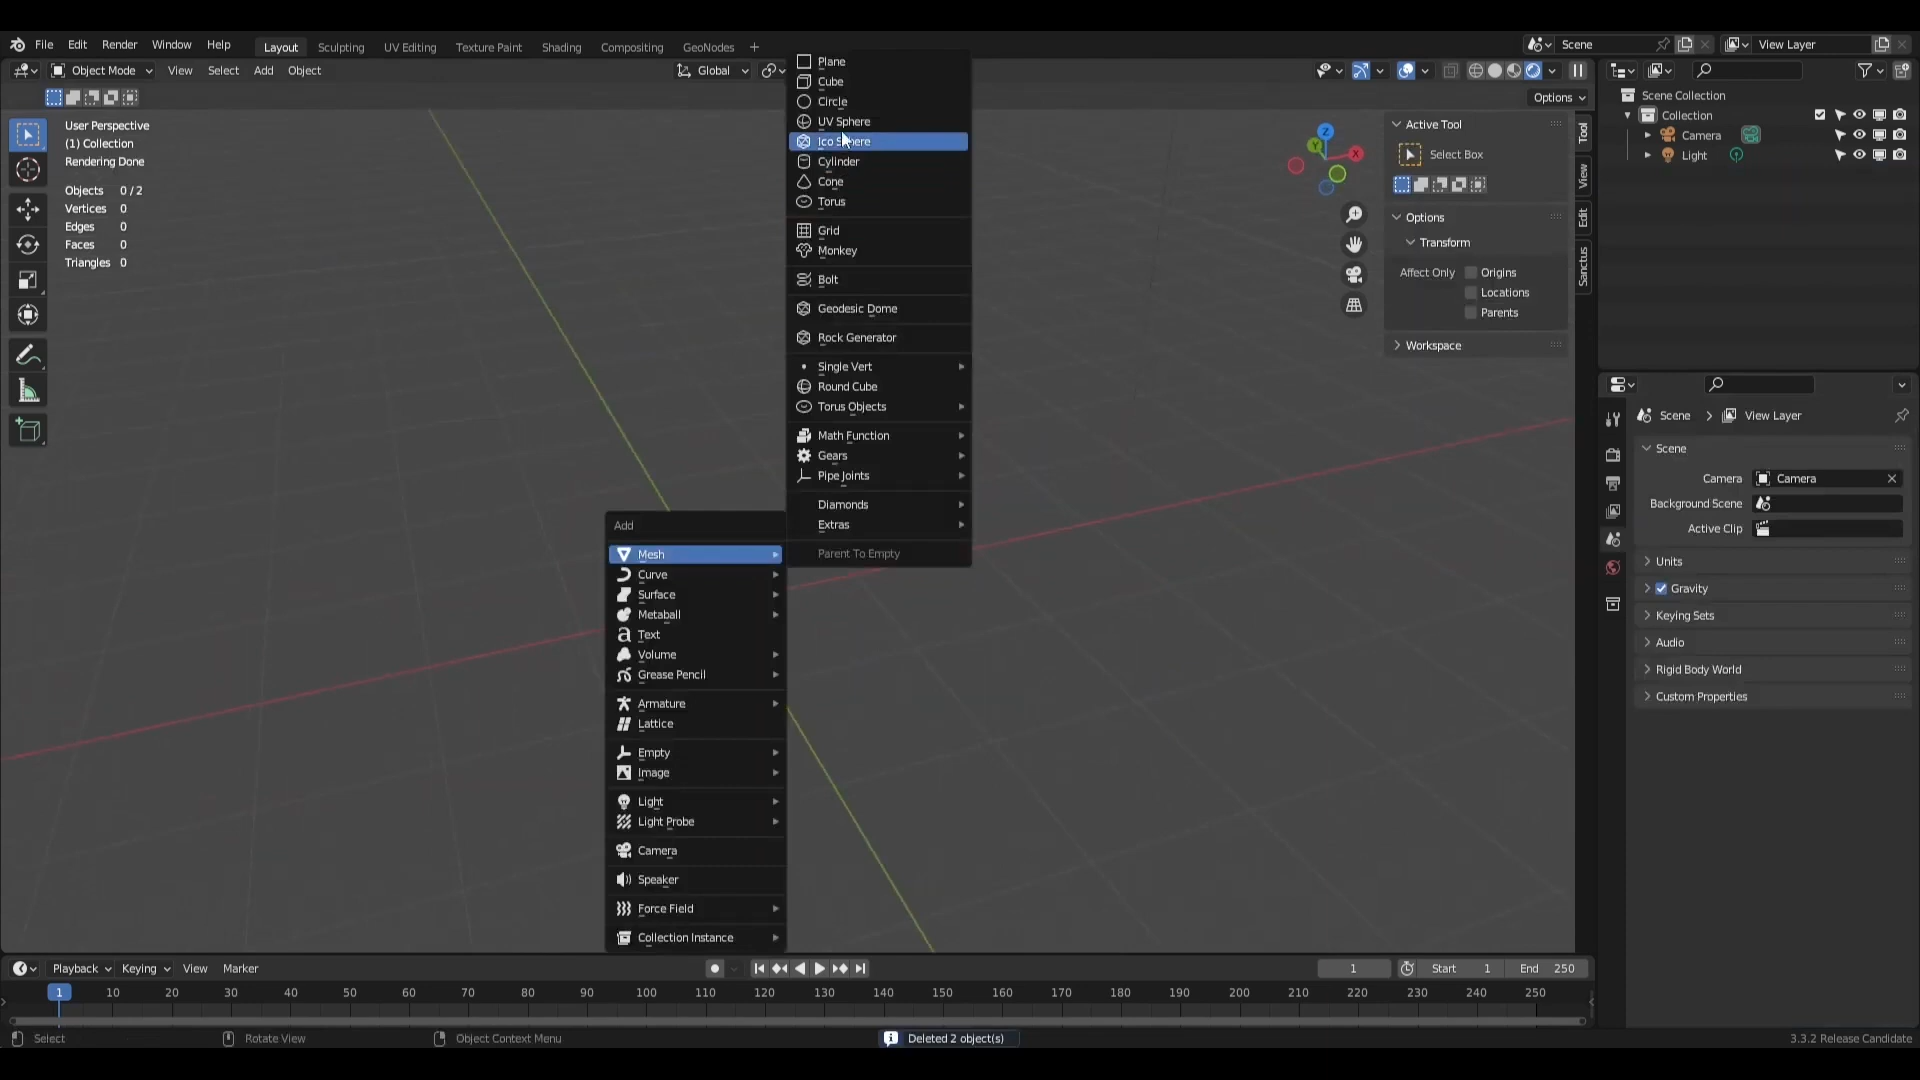 File Edit Render Window Help Layout Sculpting UV Editing Texture Paint Shading Compositing GeoNodes + Scene View Layer
Object Mode View Select Add Object Global
Options
User Perspective
(1) Collection
Rendering Done
Objects 0/2
Vertices 0
Edges 0
Faces 0
Triangles 0
Plane
Cube
Circle
UV Sphere
Ico Sphere
Cylinder
Cone
Torus
Grid
Monkey
Bolt
Geodesic Dome
Rock Generator
Single Vert
Round Cube
Torus Objects
Math Function
Gears
Pipe Joints
Diamonds
Extras
Parent To Empty
Add
Mesh
Curve
Surface
Metaball
Text
Volume
Grease Pencil
Armature
Lattice
Empty
Image
Light
Light Probe
Camera
Speaker
Force Field
Collection Instance
Z
Y
X
Active Tool
Select Box
Options
Transform
Affect Only Origins
Locations
Parents
Workspace
Tool
View
Edit
Sanctus
Scene Collection
Collection
Camera
Light
Scene View Layer
Scene
Camera Camera
Background Scene
Active Clip
Units
Gravity
Keying Sets
Audio
Rigid Body World
Custom Properties
Playback Keying View Marker 1 Start 1 End 250
1 10 20 30 40 50 60 70 80 90 100 110 120 130 140 150 160 170 180 190 200 210 220 230 240 250
Select Rotate View Object Context Menu Deleted 2 object(s) 3.3.2 Release Candidate